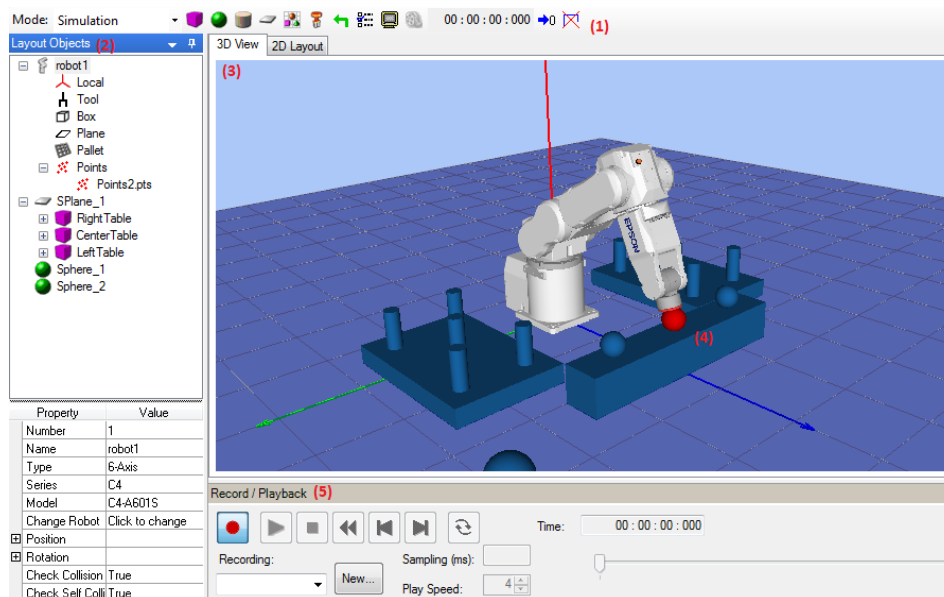 Mode: Simulation 00 : 00 : 00 : 000 →0 (1)
Layout Objects (2)
3D View 2D Layout
(3)
robot1
Local
Tool
Box
Plane
Pallet
Points
Points2.pts
SPlane_1
RightTable
CenterTable
LeftTable
Sphere_1
Sphere_2
EPSON
(4)
Property Value
Number 1
Name robot1
Type 6-Axis
Series C4
Model C4-A601S
Change Robot Click to change
Position
Rotation
Check Collision True
Check Self Colli True
Record / Playback (5)
Time: 00 : 00 : 00 : 000
Recording: Sampling (ms):
New... Play Speed: 4